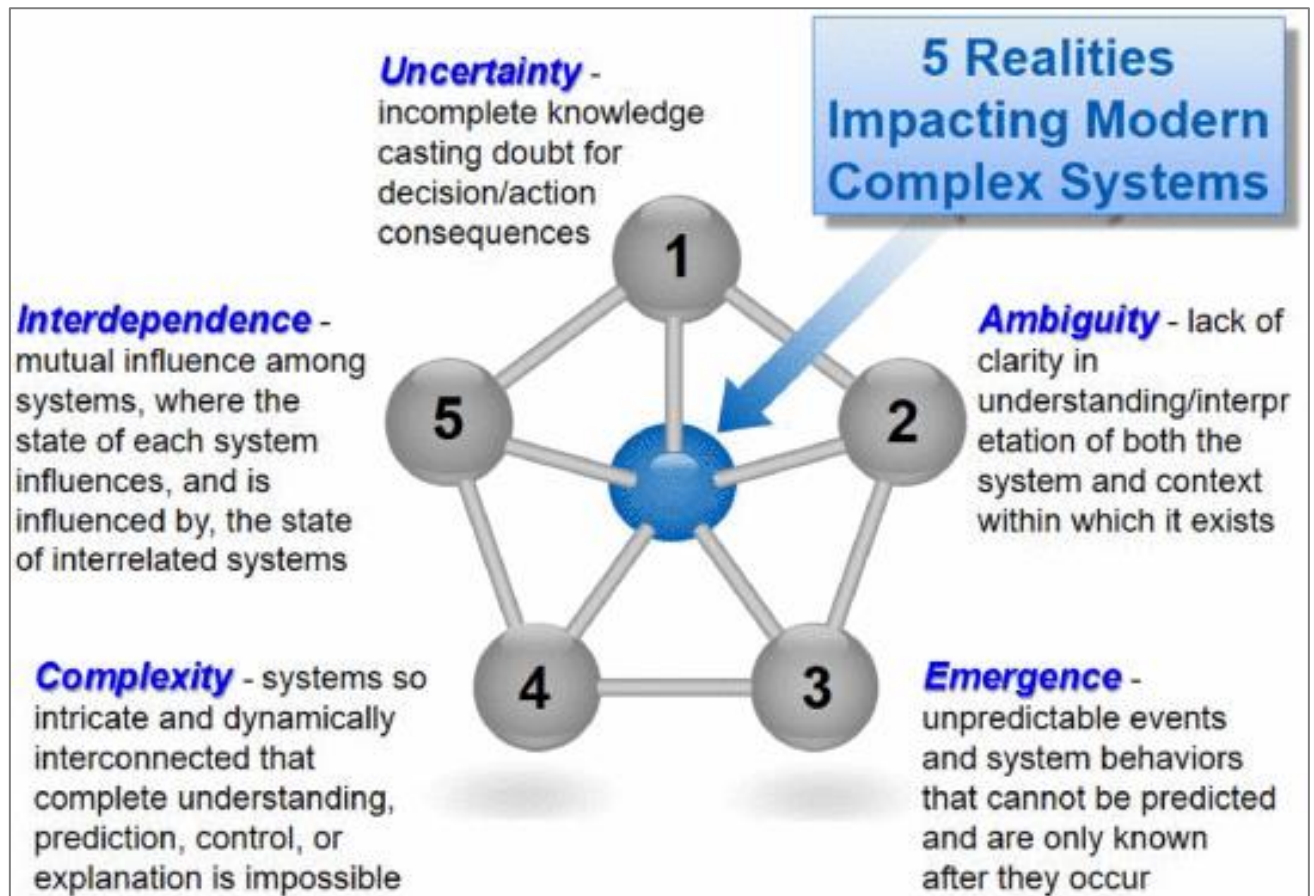 5 Realities
Impacting Modern
Complex Systems
Uncertainty -
incomplete knowledge
casting doubt for
decision/action
consequences
1
Ambiguity - lack of
clarity in
understanding/interpr
etation of both the
system and context
within which it exists
2
Emergence -
unpredictable events
and system behaviors
that cannot be predicted
and are only known
after they occur
3
Complexity - systems so
intricate and dynamically
interconnected that
complete understanding,
prediction, control, or
explanation is impossible
4
Interdependence -
mutual influence among
systems, where the
state of each system
influences, and is
influenced by, the state
of interrelated systems
5